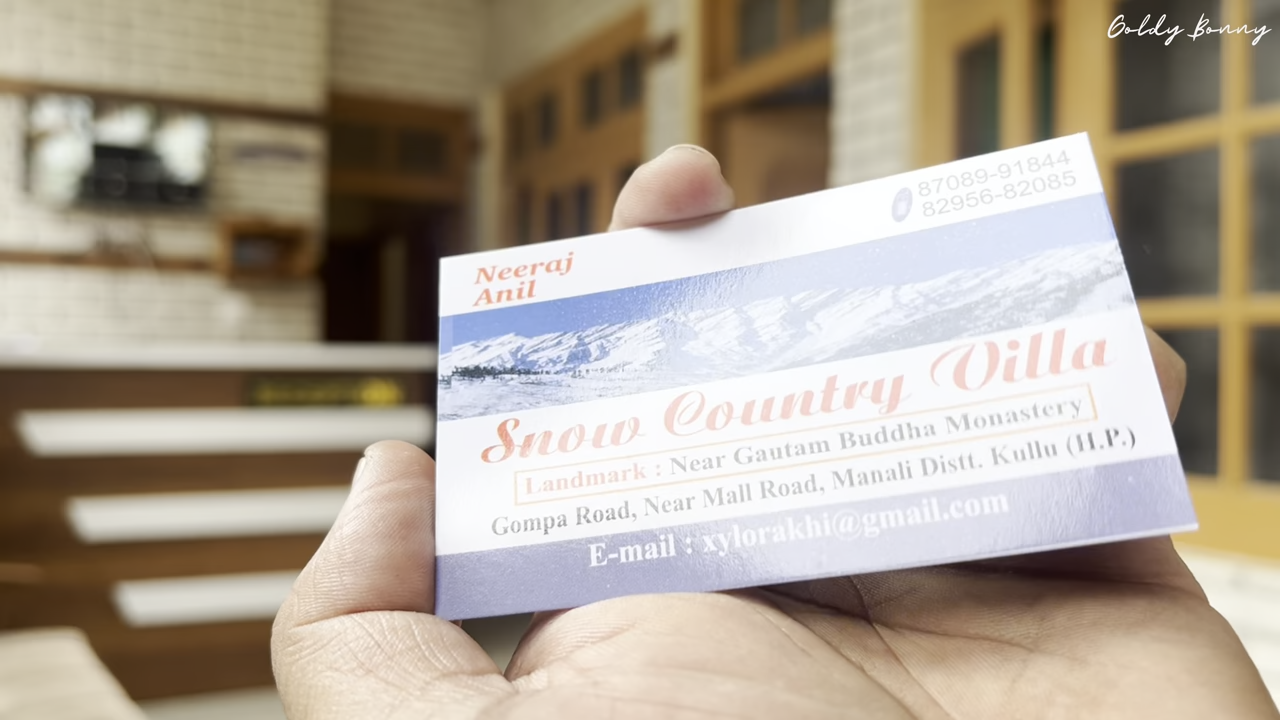 Goldy Bonny
87089-91844
82956-82085
Neeraj
Anil
Snow Country Villa
Landmark : Near Gautam Buddha Monastery
Gompa Road, Near Mall Road, Manali Distt. Kullu (H.P.)
E-mail : xylorakhi@gmail.com